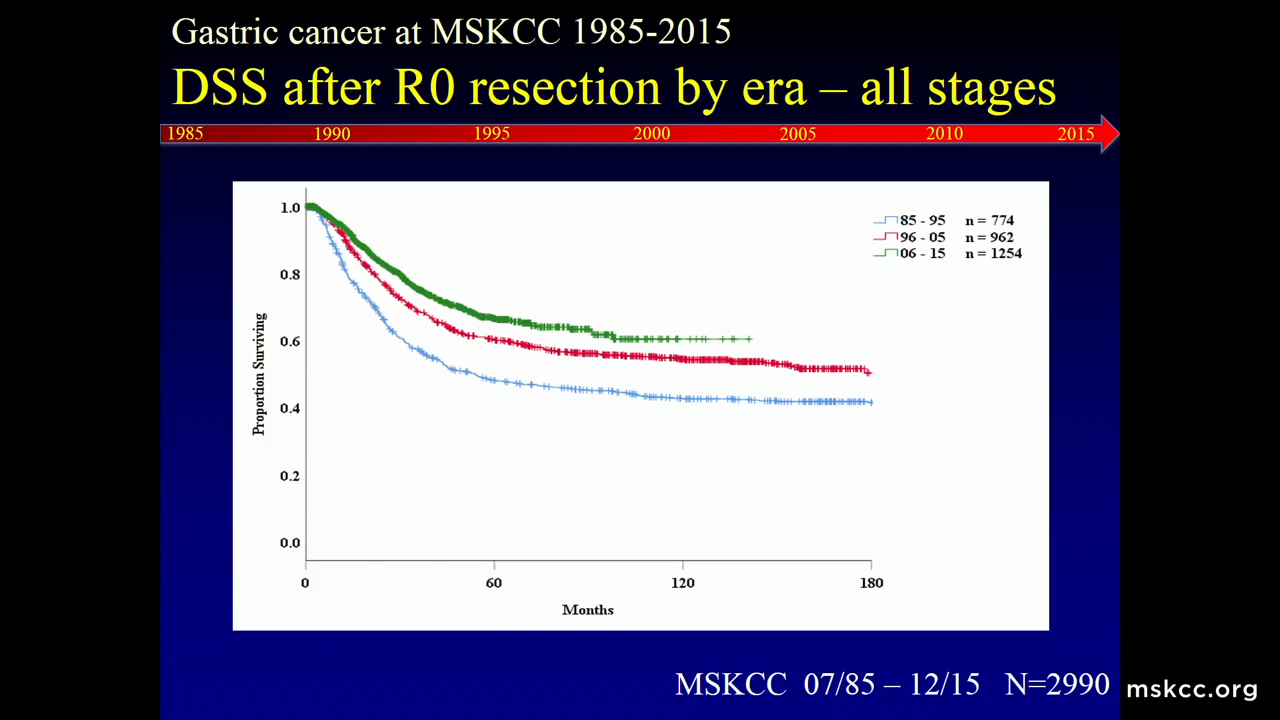 Gastric cancer at MSKCC 1985-2015
DSS after R0 resection by era – all stages
1985 1990 1995 2000 2005 2010 2015
85 - 95 n = 774
96 - 05 n = 962
06 - 15 n = 1254
Proportion Surviving
1.0
0.8
0.6
0.4
0.2
0.0
0 60 120 180
Months
MSKCC 07/85 – 12/15 N=2990
mskcc.org